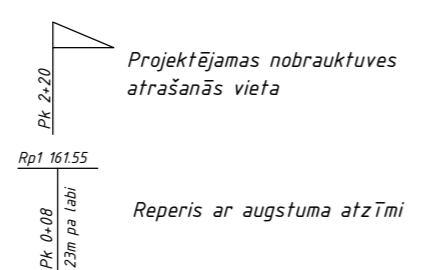 Pk 2+20
Projektējamas nobrauktuves
atrašanās vieta
Rp1 161.55
Pk 0+08
23m pa labi
Reperis ar augstuma atzīmi